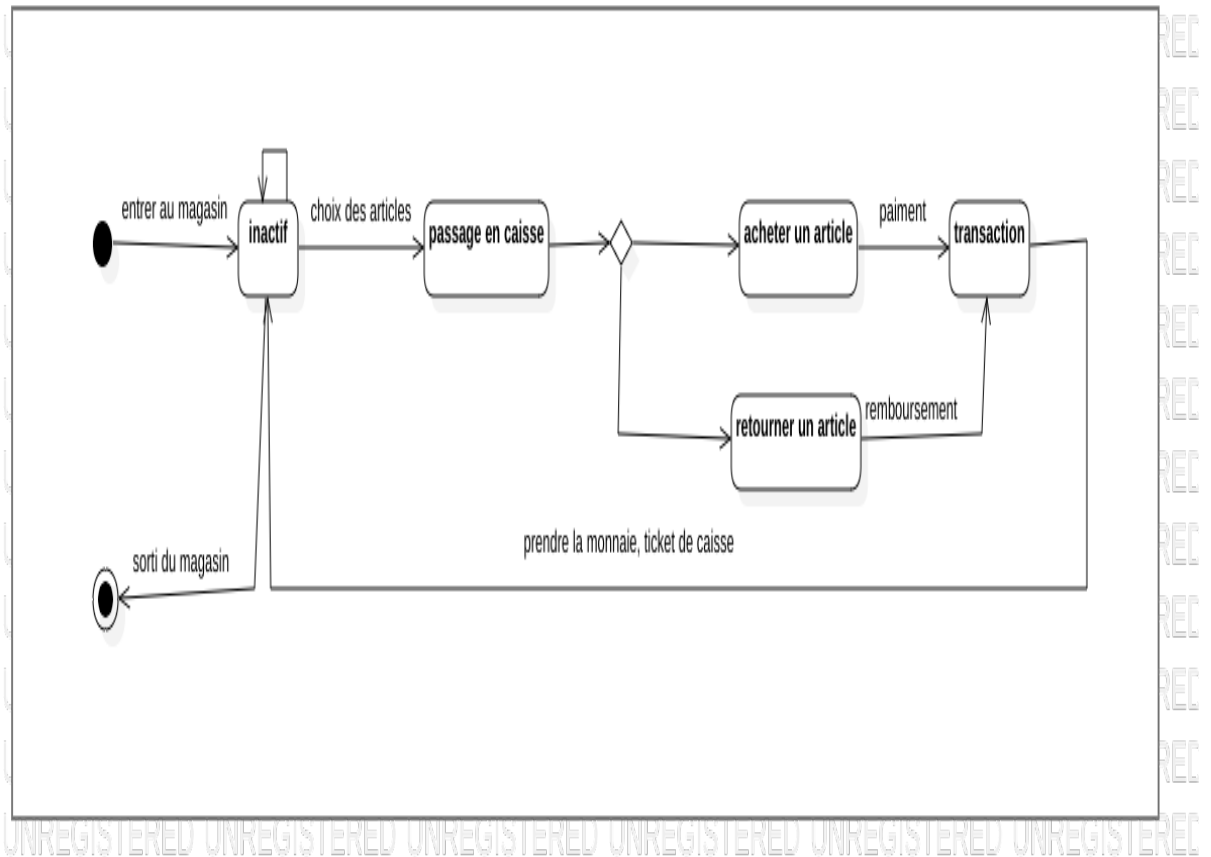 entrer au magasin
inactif
choix des articles
passage en caisse
acheter un article
paiment
transaction
retourner un article
remboursement
prendre la monnaie, ticket de caisse
sorti du magasin
UNREGISTERED UNREGISTERED UNREGISTERED UNREGISTERED UNREGISTERED UNREGISTERED